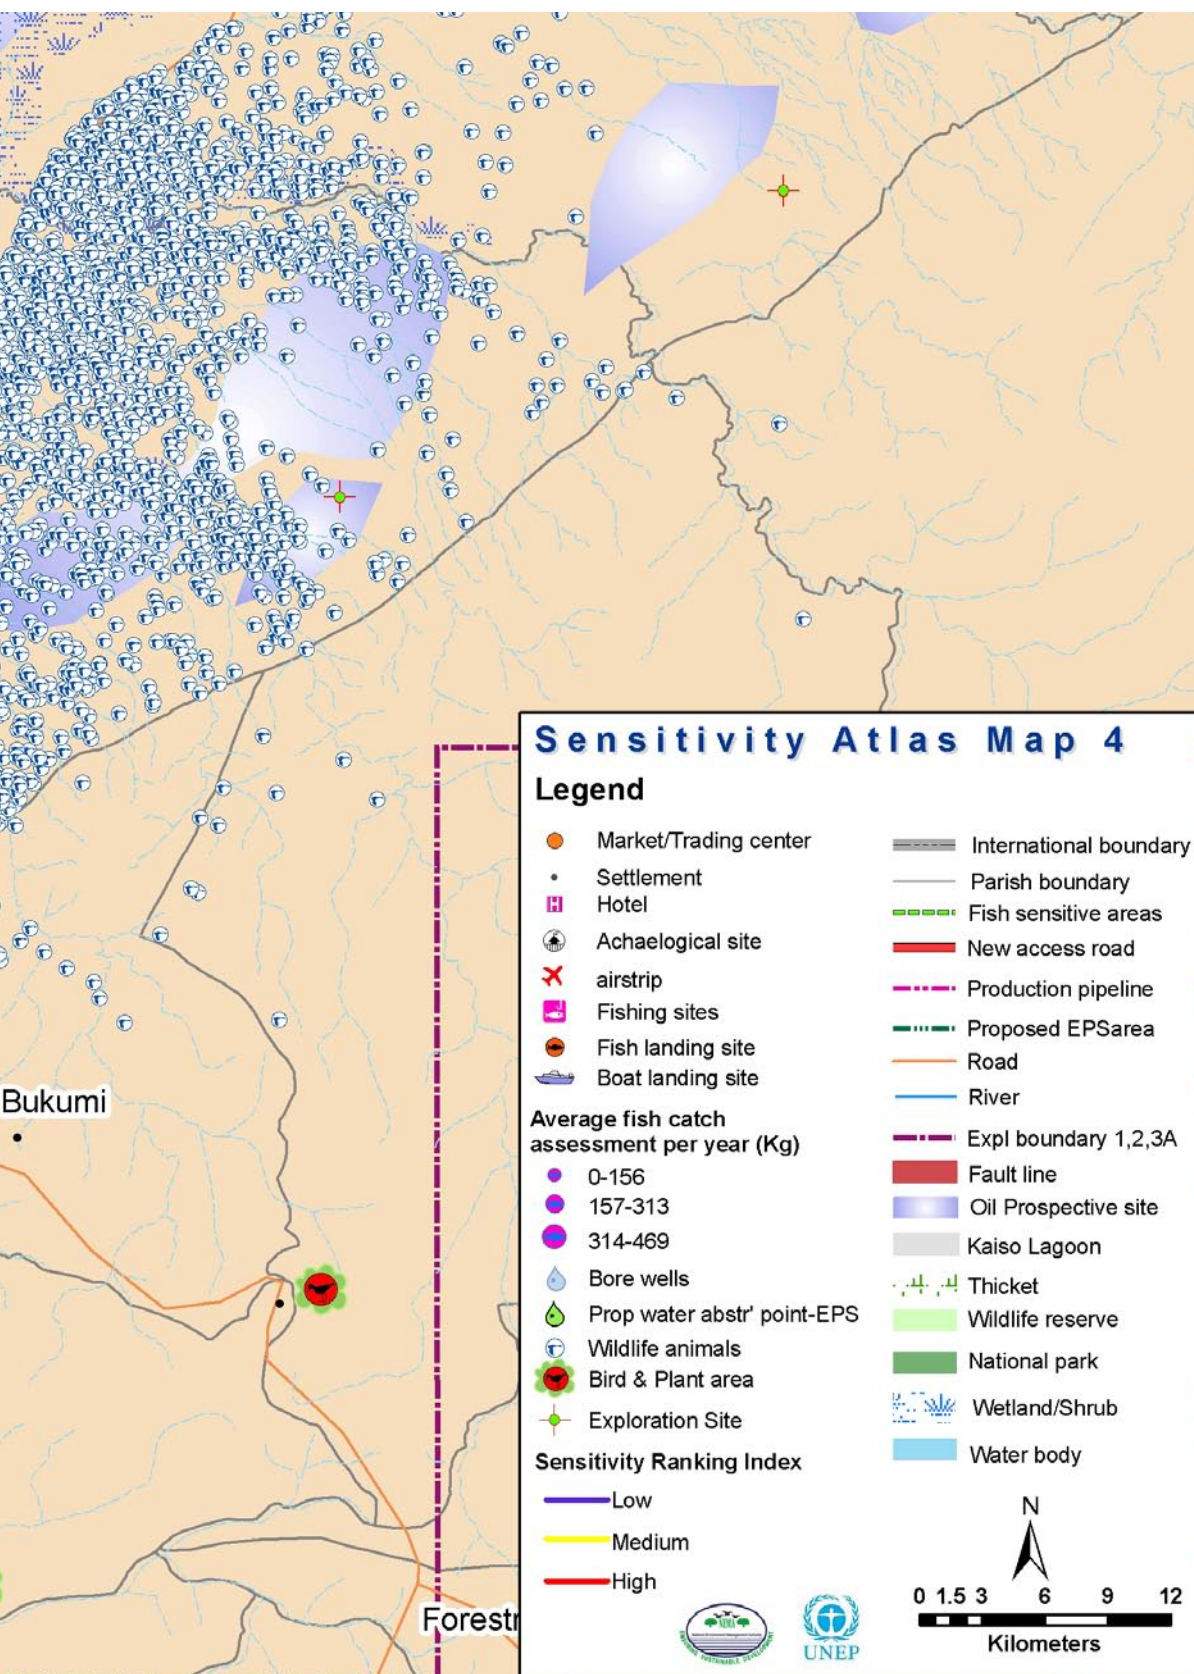 Bukumi
Forestr
Sensitivity Atlas Map 4
Legend
Market/Trading center
Settlement
Hotel
Achaelogical site
airstrip
Fishing sites
Fish landing site
Boat landing site
Average fish catch
assessment per year (Kg)
0-156
157-313
314-469
Bore wells
Prop water abstr' point-EPS
Wildlife animals
Bird & Plant area
Exploration Site
Sensitivity Ranking Index
Low
Medium
High
International boundary
Parish boundary
Fish sensitive areas
New access road
Production pipeline
Proposed EPSarea
Road
River
Expl boundary 1,2,3A
Fault line
Oil Prospective site
Kaiso Lagoon
Thicket
Wildlife reserve
National park
Wetland/Shrub
Water body
N
0 1.5 3 6 9 12
Kilometers
NEMA
ENSURING SUSTAINABLE DEVELOPMENT
UNEP